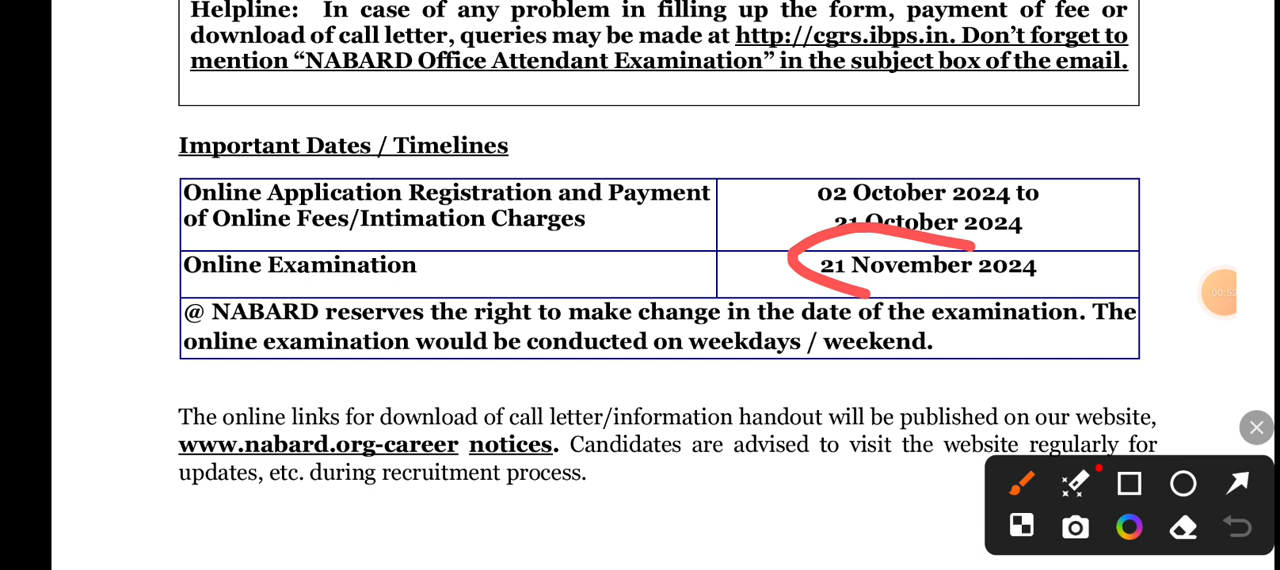 Helpline: In case of any problem in filling up the form, payment of fee or
download of call letter, queries may be made at http://cgrs.ibps.in. Don’t forget to
mention “NABARD Office Attendant Examination” in the subject box of the email.
Important Dates / Timelines
Online Application Registration and Payment
of Online Fees/Intimation Charges
02 October 2024 to
21 October 2024
Online Examination
21 November 2024
@ NABARD reserves the right to make change in the date of the examination. The
online examination would be conducted on weekdays / weekend.
The online links for download of call letter/information handout will be published on our website,
www.nabard.org-career notices. Candidates are advised to visit the website regularly for
updates, etc. during recruitment process.